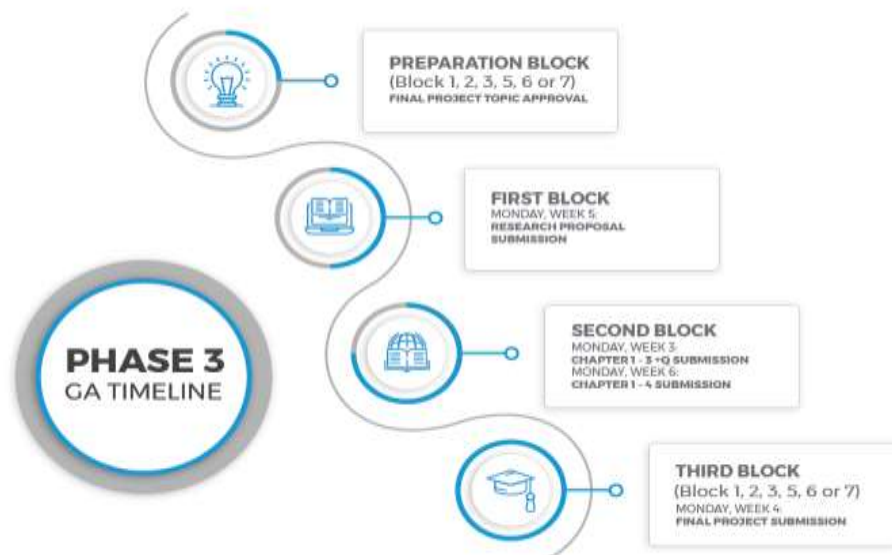 PREPARATION BLOCK
(Block 1, 2, 3, 5, 6 or 7)
FINAL PROJECT TOPIC APPROVAL
FIRST BLOCK
MONDAY, WEEK 5:
RESEARCH PROPOSAL
SUBMISSION
PHASE 3
GA TIMELINE
SECOND BLOCK
MONDAY, WEEK 3:
CHAPTER 1 - 3 +Q SUBMISSION
MONDAY, WEEK 6:
CHAPTER 1 - 4 SUBMISSION
THIRD BLOCK
(Block 1, 2, 3, 5, 6 or 7)
MONDAY, WEEK 4:
FINAL PROJECT SUBMISSION